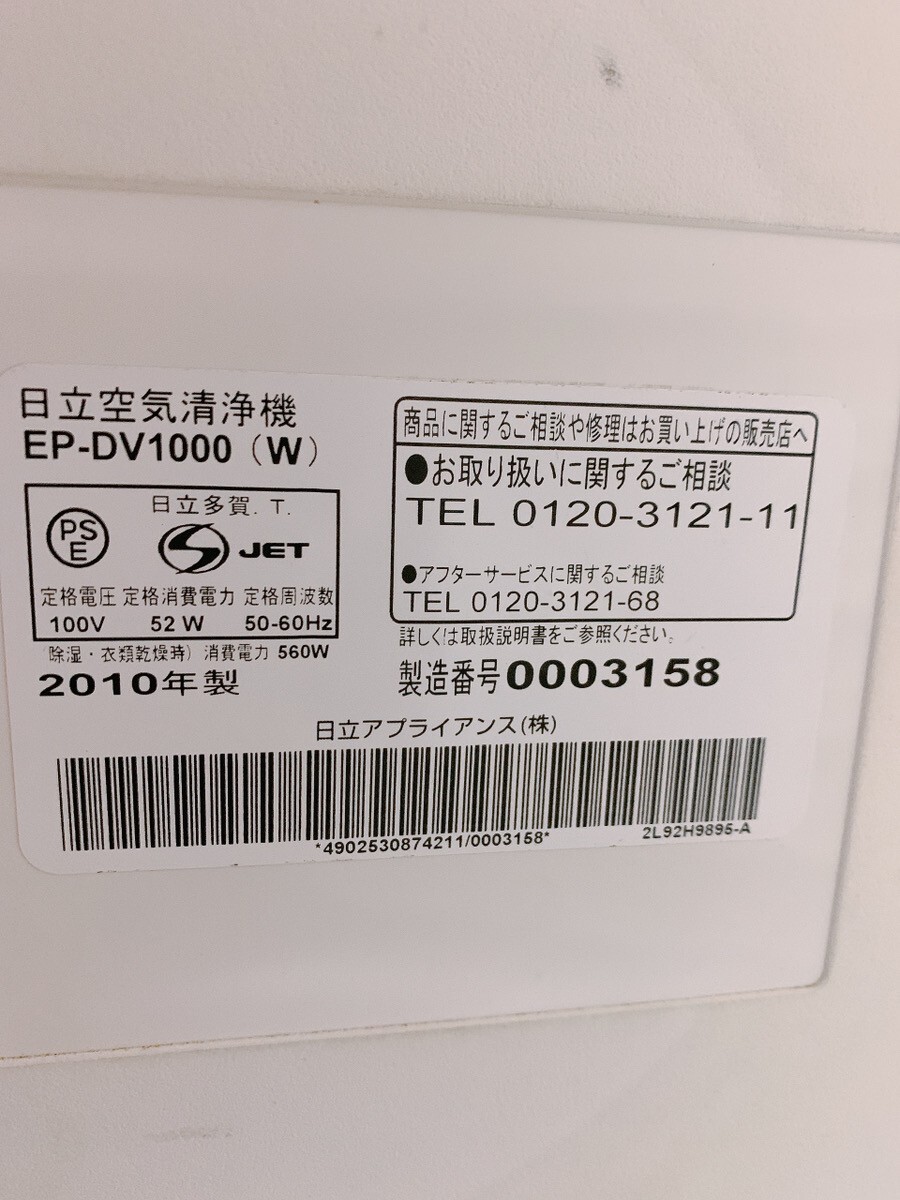 日立空気清浄機
EP-DV1000（W）
PS
E
日立多賀. T.
S JET
定格電圧 定格消費電力 定格周波数
100V 52 W 50-60Hz
(除湿・衣類乾燥時) 消費電力 560W
2010年製
商品に関するご相談や修理はお買い上げの販売店へ
●お取り扱いに関するご相談
TEL 0120-3121-11
●アフターサービスに関するご相談
TEL 0120-3121-68
詳しくは取扱説明書をご参照ください。
製造番号0003158
日立アプライアンス(株)
*4902530874211/0003158*
2L92H9895-A